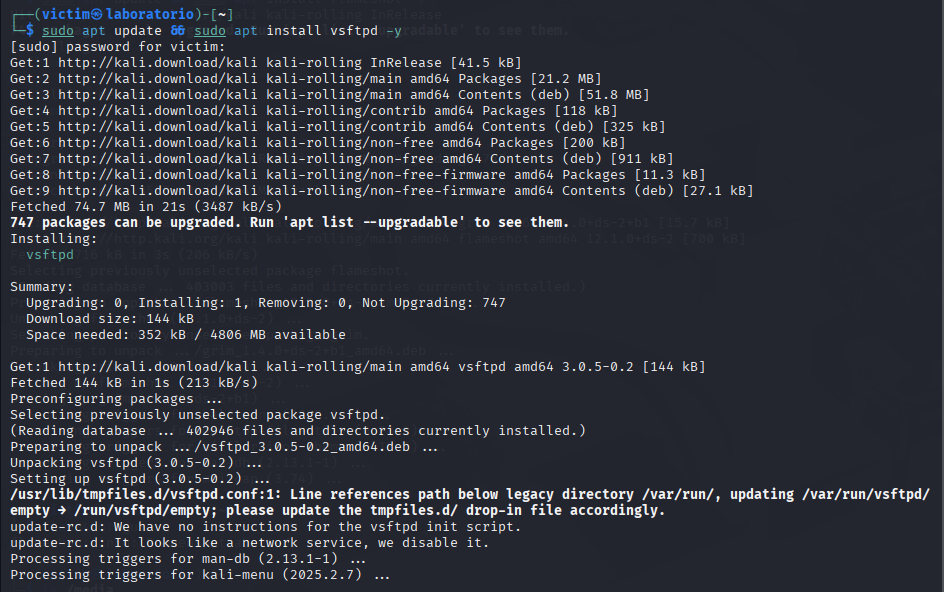 ┌──(victim㉿laboratorio)-[~]
└─$ sudo apt update && sudo apt install vsftpd -y
[sudo] password for victim:
Get:1 http://kali.download/kali kali-rolling InRelease [41.5 kB]
Get:2 http://kali.download/kali kali-rolling/main amd64 Packages [21.2 MB]
Get:3 http://kali.download/kali kali-rolling/main amd64 Contents (deb) [51.8 MB]
Get:4 http://kali.download/kali kali-rolling/contrib amd64 Packages [118 kB]
Get:5 http://kali.download/kali kali-rolling/contrib amd64 Contents (deb) [325 kB]
Get:6 http://kali.download/kali kali-rolling/non-free amd64 Packages [200 kB]
Get:7 http://kali.download/kali kali-rolling/non-free amd64 Contents (deb) [911 kB]
Get:8 http://kali.download/kali kali-rolling/non-free-firmware amd64 Packages [11.3 kB]
Get:9 http://kali.download/kali kali-rolling/non-free-firmware amd64 Contents (deb) [27.1 kB]
Fetched 74.7 MB in 21s (3487 kB/s)
747 packages can be upgraded. Run 'apt list --upgradable' to see them.
Installing:
  vsftpd

Summary:
  Upgrading: 0, Installing: 1, Removing: 0, Not Upgrading: 747
  Download size: 144 kB
  Space needed: 352 kB / 4806 MB available

Get:1 http://kali.download/kali kali-rolling/main amd64 vsftpd amd64 3.0.5-0.2 [144 kB]
Fetched 144 kB in 1s (213 kB/s)
Preconfiguring packages ...
Selecting previously unselected package vsftpd.
(Reading database ... 402946 files and directories currently installed.)
Preparing to unpack .../vsftpd_3.0.5-0.2_amd64.deb ...
Unpacking vsftpd (3.0.5-0.2) ...
Setting up vsftpd (3.0.5-0.2) ...
/usr/lib/tmpfiles.d/vsftpd.conf:1: Line references path below legacy directory /var/run/, updating /var/run/vsftpd/
empty → /run/vsftpd/empty; please update the tmpfiles.d/ drop-in file accordingly.
update-rc.d: We have no instructions for the vsftpd init script.
update-rc.d: It looks like a network service, we disable it.
Processing triggers for man-db (2.13.1-1) ...
Processing triggers for kali-menu (2025.2.7) ...